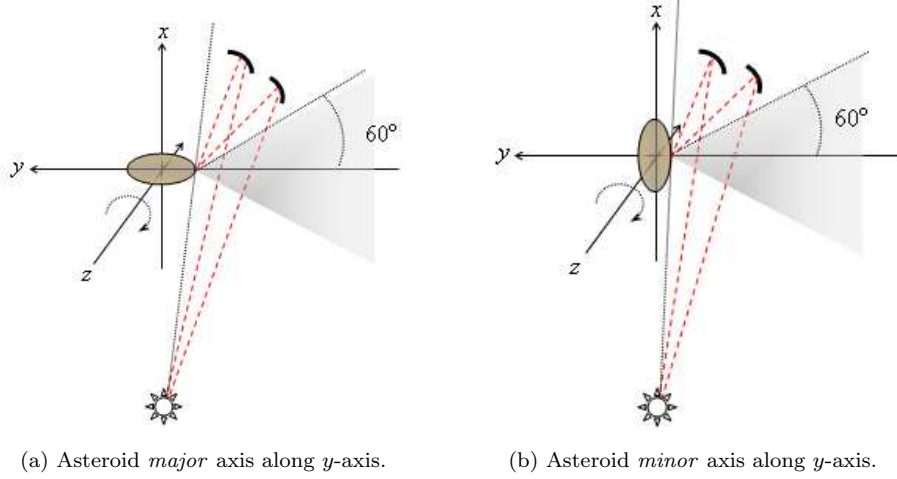 x
60°
y
z
(a) Asteroid major axis along y-axis.
x
60°
y
z
(b) Asteroid minor axis along y-axis.